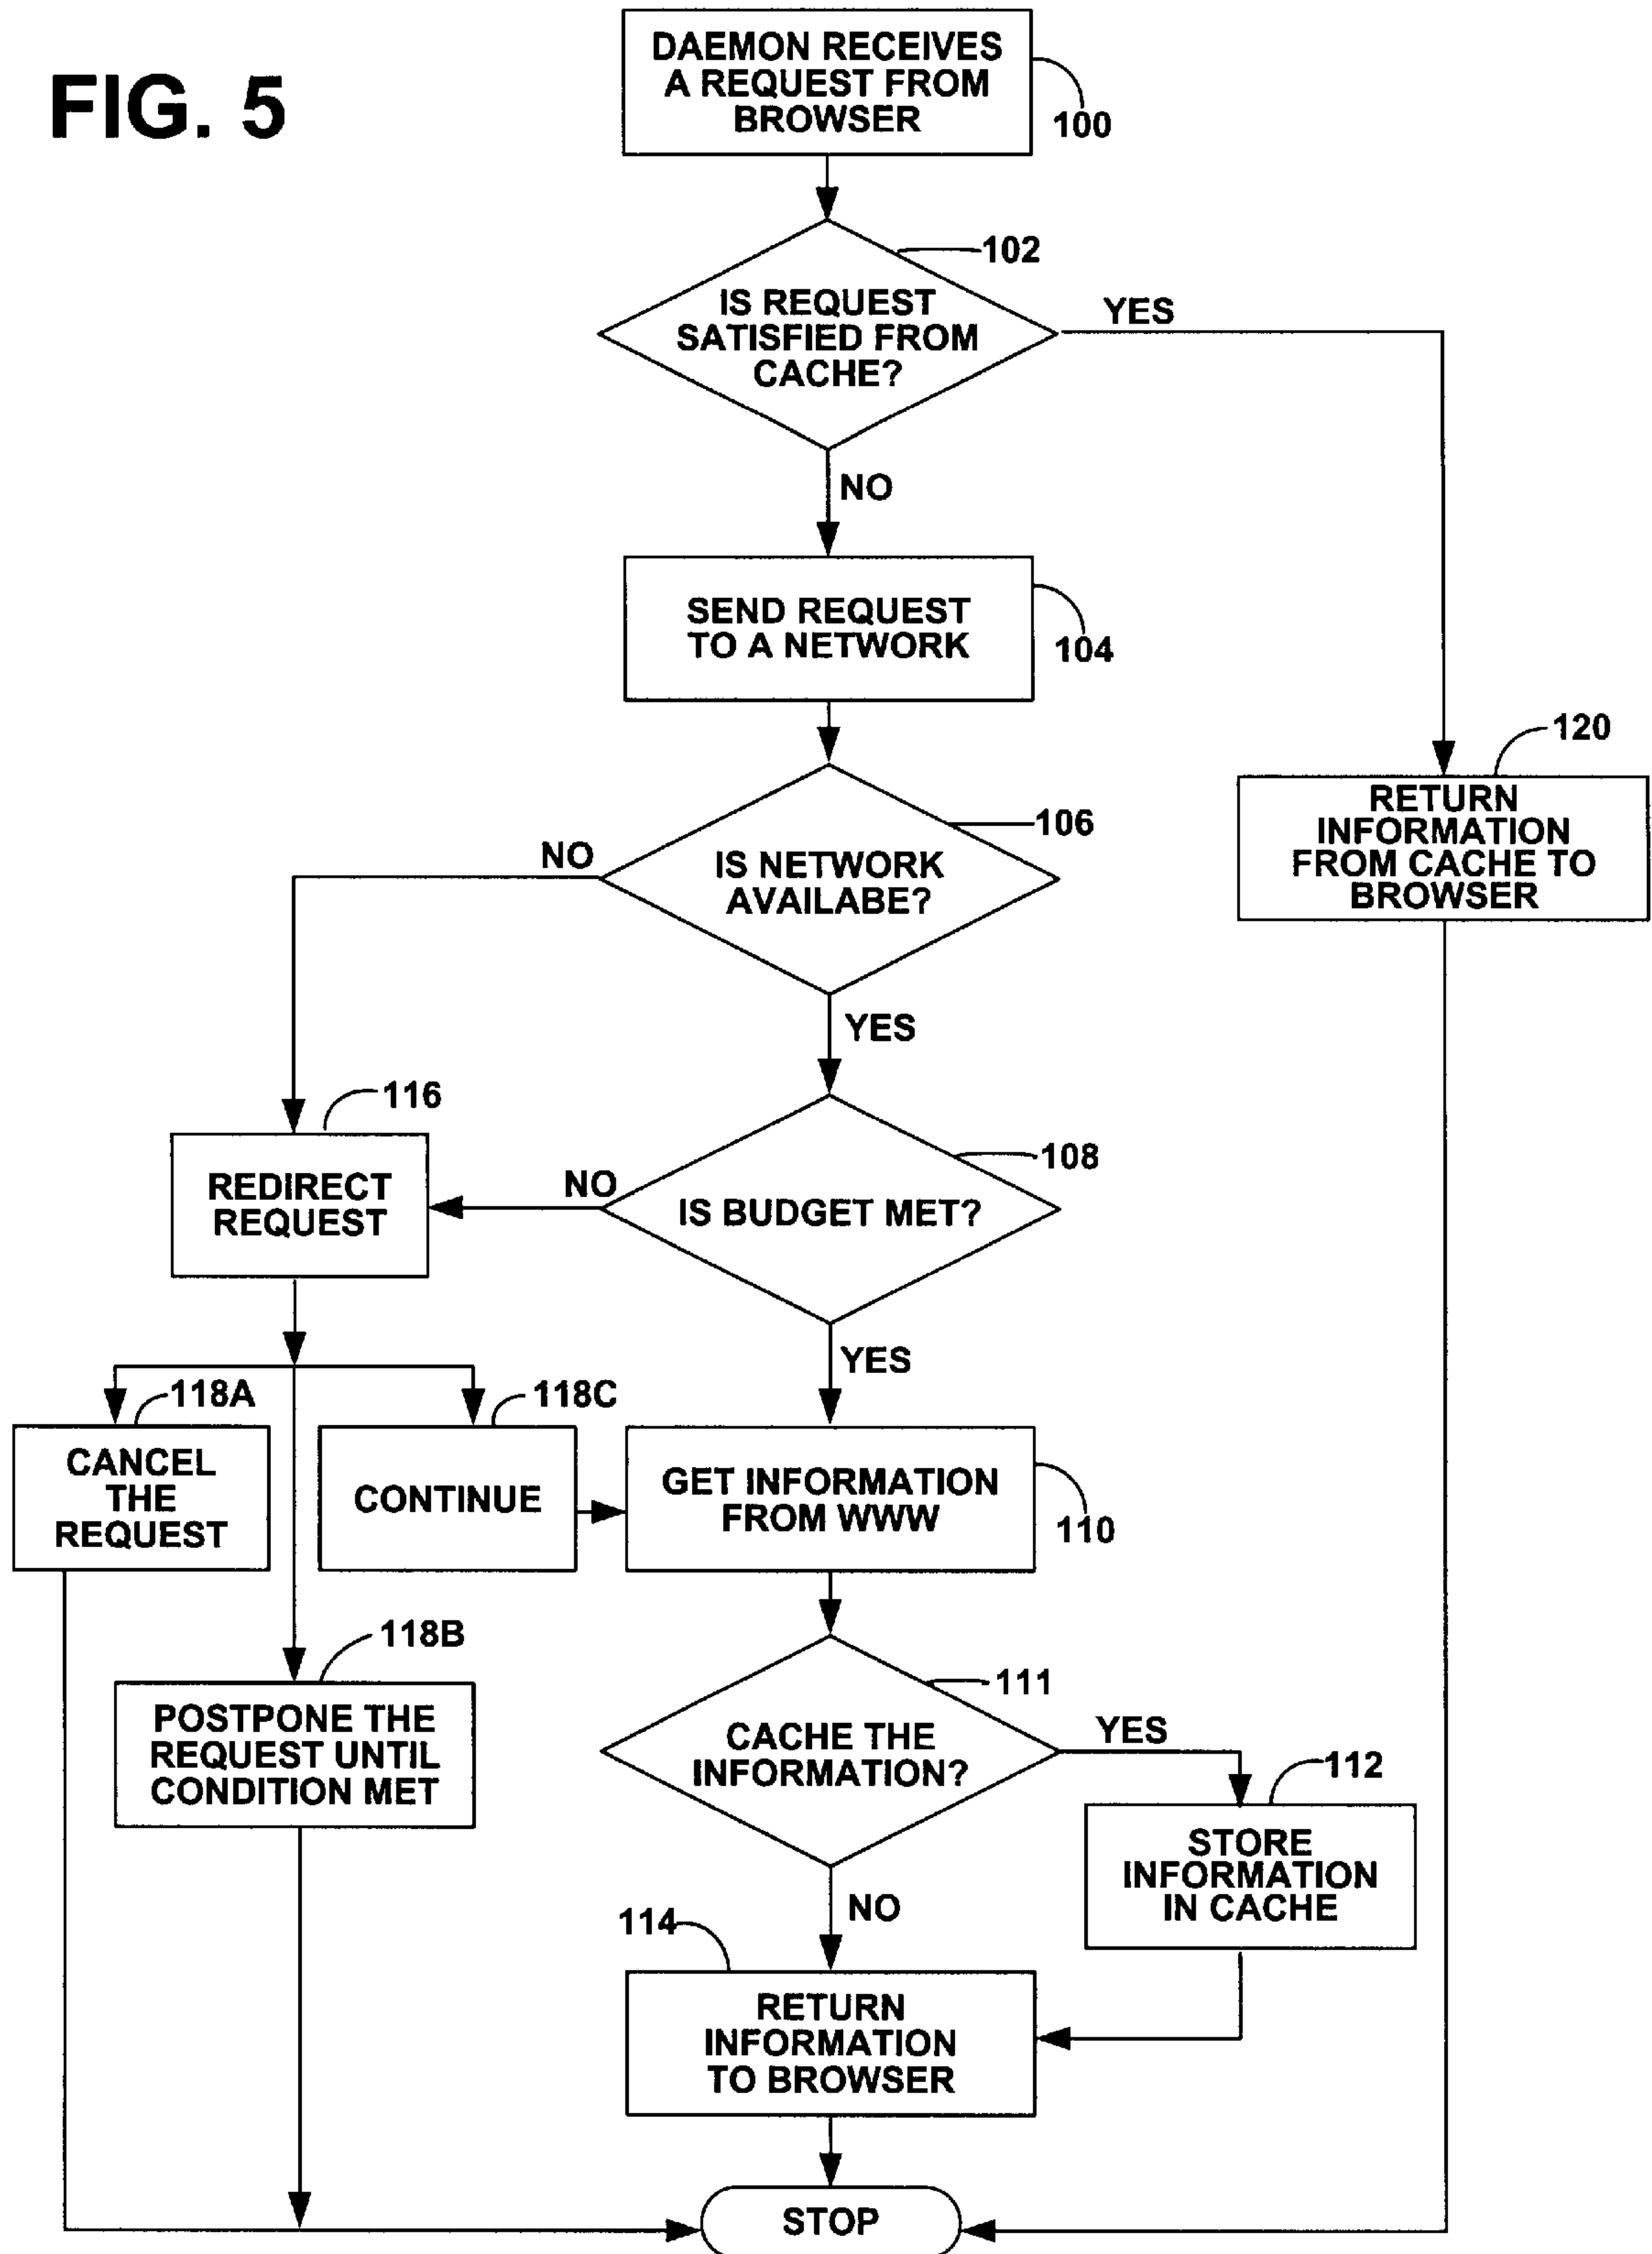 FIG. 5
DAEMON RECEIVES
A REQUEST FROM
BROWSER
100
102
IS REQUEST
SATISFIED FROM
CACHE?
YES
NO
SEND REQUEST
TO A NETWORK
104
120
RETURN
INFORMATION
FROM CACHE TO
BROWSER
106
NO
IS NETWORK
AVAILABE?
YES
116
REDIRECT
REQUEST
108
NO
IS BUDGET MET?
YES
118A
118C
CANCEL
THE
REQUEST
CONTINUE
GET INFORMATION
FROM WWW
110
118B
POSTPONE THE
REQUEST UNTIL
CONDITION MET
111
CACHE THE
INFORMATION?
YES
112
STORE
INFORMATION
IN CACHE
NO
114
RETURN
INFORMATION
TO BROWSER
STOP